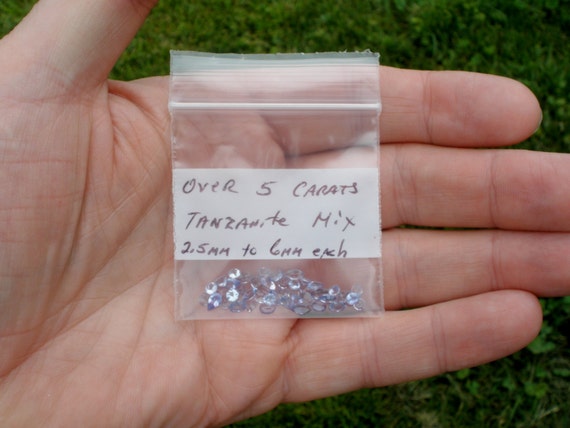 Over 5 Carats
Tanzanite Mix
2.5mm to 6mm each